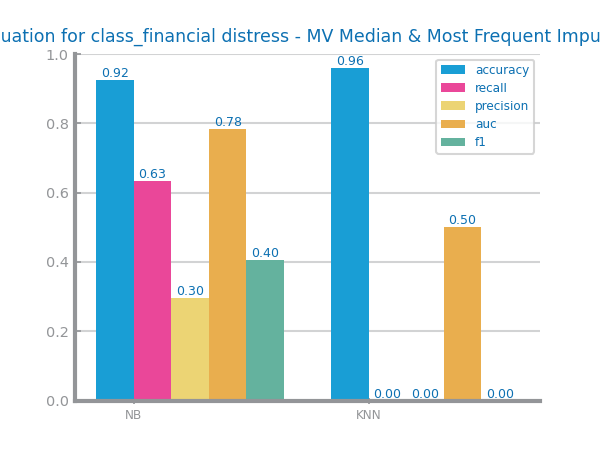 uation for class_financial distress - MV Median & Most Frequent Impu
1.0
0.8
0.6
0.4
0.2
0.0
0.92
0.63
0.30
0.78
0.40
0.96
0.00
0.00
0.50
0.00
accuracy
recall
precision
auc
f1
NB
KNN